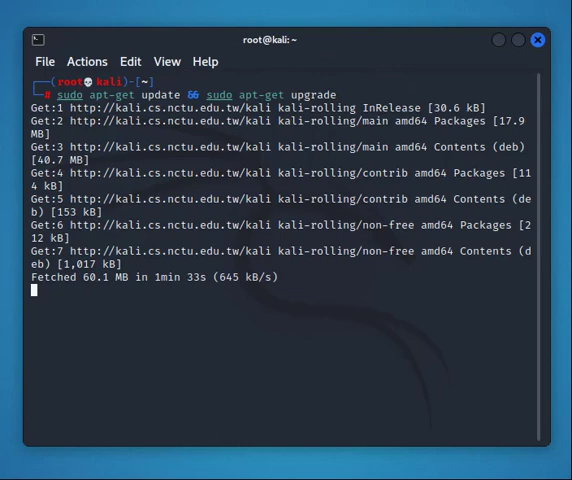 root@kali: ~
File Actions Edit View Help
┌──(root💀kali)-[~]
└─# sudo apt-get update && sudo apt-get upgrade
Get:1 http://kali.cs.nctu.edu.tw/kali kali-rolling InRelease [30.6 kB]
Get:2 http://kali.cs.nctu.edu.tw/kali kali-rolling/main amd64 Packages [17.9
MB]
Get:3 http://kali.cs.nctu.edu.tw/kali kali-rolling/main amd64 Contents (deb)
[40.7 MB]
Get:4 http://kali.cs.nctu.edu.tw/kali kali-rolling/contrib amd64 Packages [11
4 kB]
Get:5 http://kali.cs.nctu.edu.tw/kali kali-rolling/contrib amd64 Contents (de
b) [153 kB]
Get:6 http://kali.cs.nctu.edu.tw/kali kali-rolling/non-free amd64 Packages [2
12 kB]
Get:7 http://kali.cs.nctu.edu.tw/kali kali-rolling/non-free amd64 Contents (d
eb) [1,017 kB]
Fetched 60.1 MB in 1min 33s (645 kB/s)